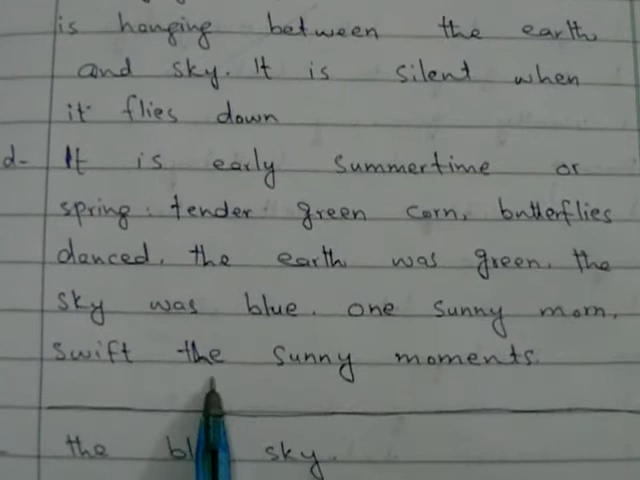 is hanging between the earth
and sky. It is silent when
it flies down
d- It is early summertime or
spring. tender green corn, butterflies
danced, the earth was green, the
sky was blue. one sunny morn,
swift the sunny moments.
the sky.